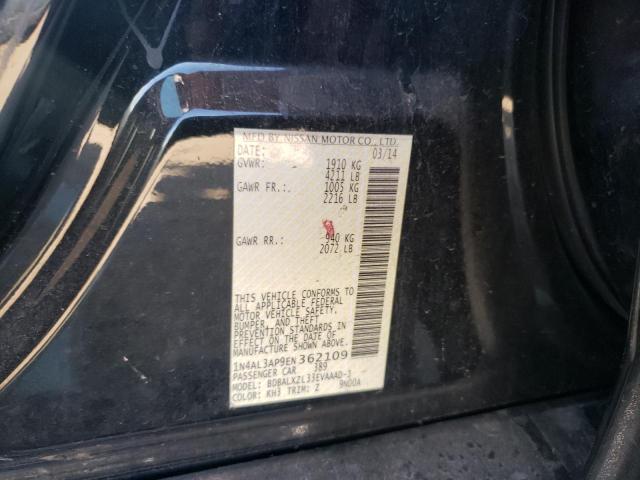 MFD BY NISSAN MOTOR CO., LTD.
DATE: 03/14
GVWR: 1910 KG
4211 LB
GAWR FR.: 1005 KG
2216 LB
GAWR RR.: 940 KG
2072 LB
THIS VEHICLE CONFORMS TO
ALL APPLICABLE FEDERAL
MOTOR VEHICLE SAFETY,
BUMPER, AND THEFT
PREVENTION STANDARDS IN
EFFECT ON THE DATE OF
MANUFACTURE SHOWN ABOVE.
1N4AL3AP9EN362109
PASSENGER CAR 389
MODEL: BDBALXZL33EVAAAD-3
COLOR: KH3 TRIM: Z 9N00A